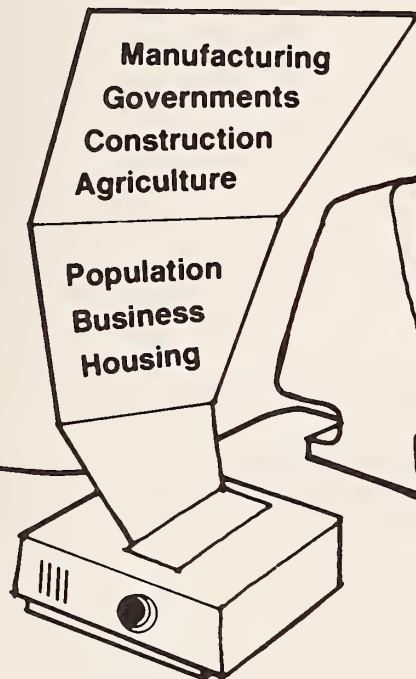 Manufacturing
Governments
Construction
Agriculture
Population
Business
Housing